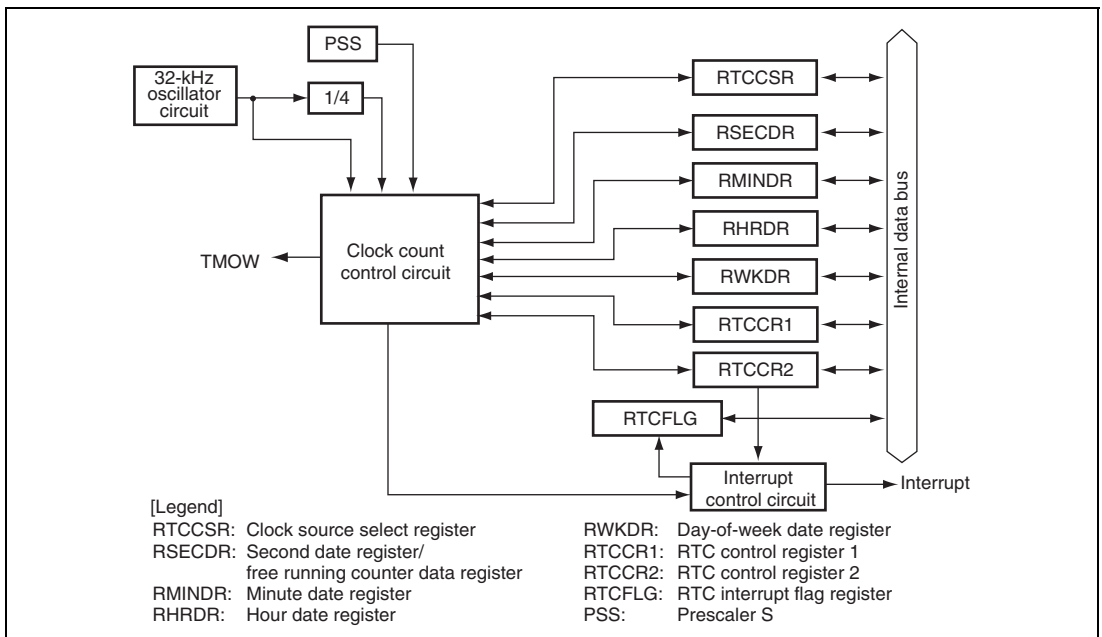 PSS
32-kHz
oscillator
circuit
1/4
RTCCSR
RSECDR
RMINDR
RHRDR
RWKDR
RTCCR1
RTCCR2
RTCFLG
Clock count
control circuit
TMOW
Internal data bus
Interrupt
control circuit
Interrupt
[Legend]
RTCCSR: Clock source select register
RSECDR: Second date register/
free running counter data register
RMINDR: Minute date register
RHRDR: Hour date register
RWKDR: Day-of-week date register
RTCCR1: RTC control register 1
RTCCR2: RTC control register 2
RTCFLG: RTC interrupt flag register
PSS: Prescaler S